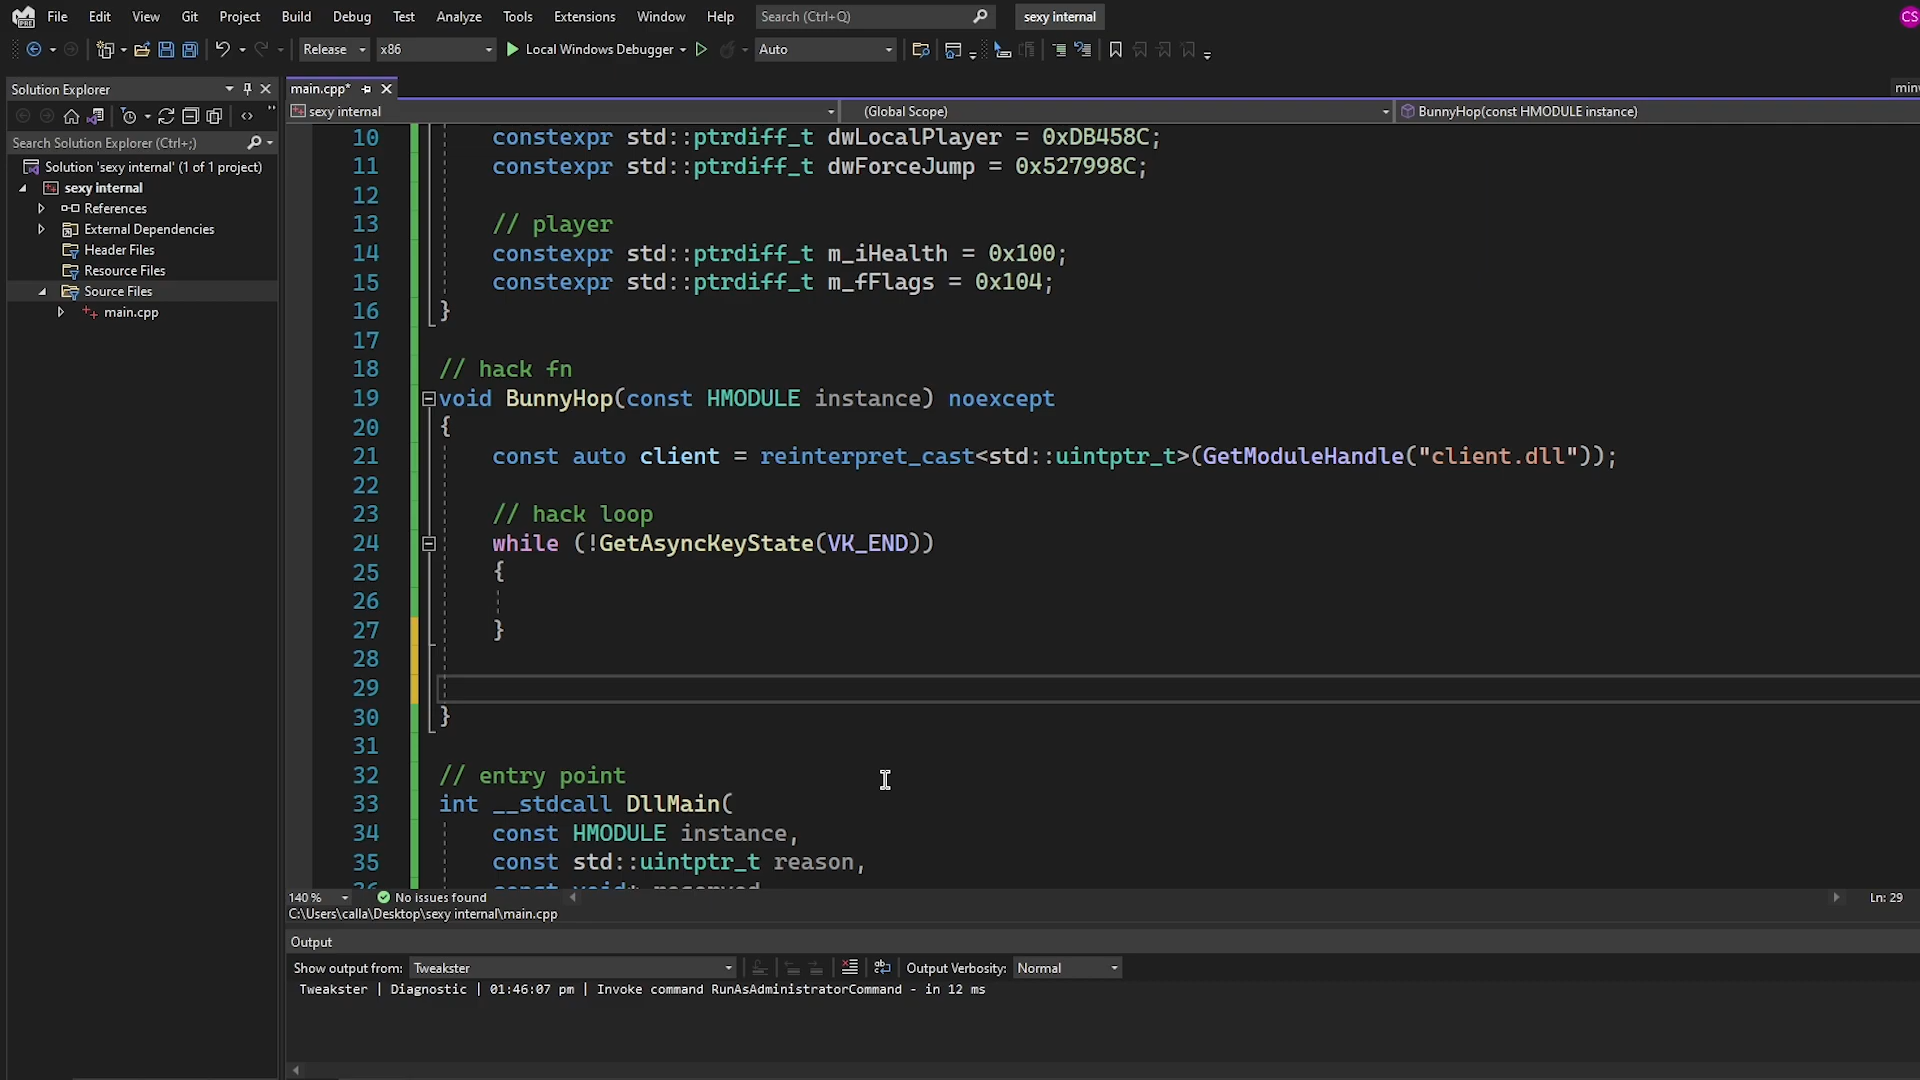 File Edit View Git Project Build Debug Test Analyze Tools Extensions Window Help Search (Ctrl+Q) sexy internal CS
Release x86 Local Windows Debugger Auto
Solution Explorer
main.cpp*
sexy internal (Global Scope) BunnyHop(const HMODULE instance)
Search Solution Explorer (Ctrl+;)
Solution 'sexy internal' (1 of 1 project)
sexy internal
References
External Dependencies
Header Files
Resource Files
Source Files
main.cpp
10 constexpr std::ptrdiff_t dwLocalPlayer = 0xDB458C;
11 constexpr std::ptrdiff_t dwForceJump = 0x527998C;
12
13 // player
14 constexpr std::ptrdiff_t m_iHealth = 0x100;
15 constexpr std::ptrdiff_t m_fFlags = 0x104;
16 }
17
18 // hack fn
19 void BunnyHop(const HMODULE instance) noexcept
20 {
21 const auto client = reinterpret_cast<std::uintptr_t>(GetModuleHandle("client.dll"));
22
23 // hack loop
24 while (!GetAsyncKeyState(VK_END))
25 {
26
27 }
28
29
30 }
31
32 // entry point
33 int __stdcall DllMain(
34 const HMODULE instance,
35 const std::uintptr_t reason,
140 % No issues found Ln: 29
C:\Users\calla\Desktop\sexy internal\main.cpp
Output
Show output from: Tweakster Output Verbosity: Normal
Tweakster | Diagnostic | 01:46:07 pm | Invoke command RunAsAdministratorCommand - in 12 ms